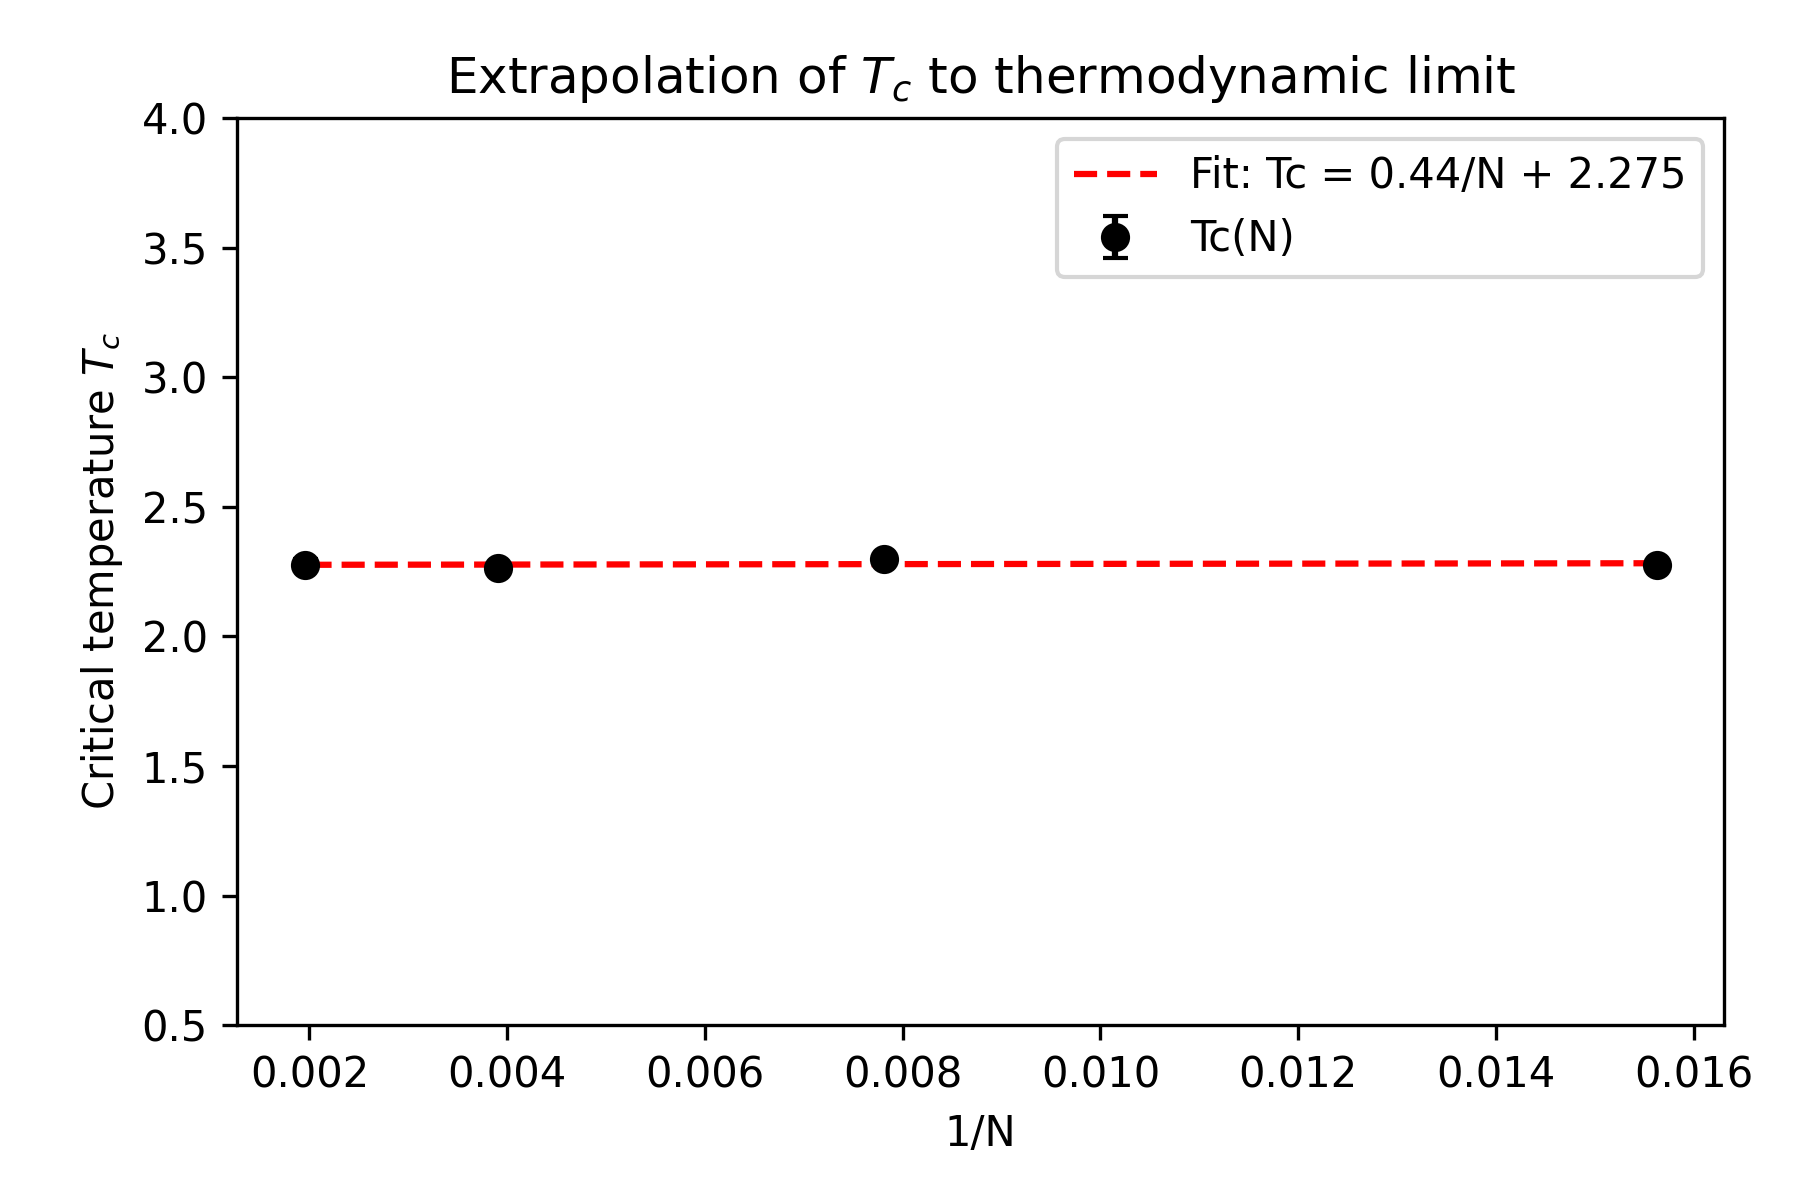 Extrapolation of Tc to thermodynamic limit
Fit: Tc = 0.44/N + 2.275
Tc(N)
Critical temperature Tc
4.0
3.5
3.0
2.5
2.0
1.5
1.0
0.5
0.002 0.004 0.006 0.008 0.010 0.012 0.014 0.016
1/N